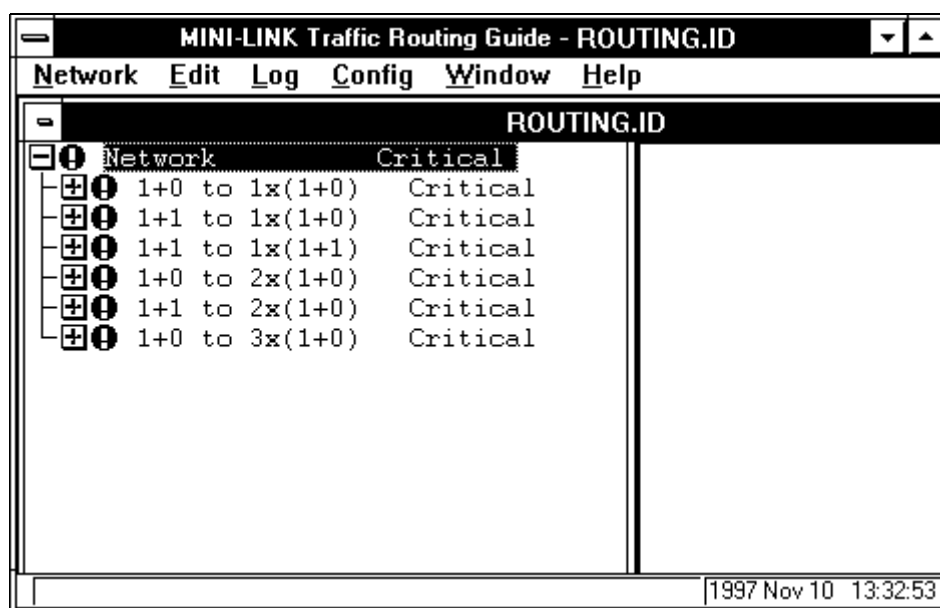 MINI-LINK Traffic Routing Guide - ROUTING.ID
Network Edit Log Config Window Help
ROUTING.ID
Network Critical
1+0 to 1x(1+0) Critical
1+1 to 1x(1+0) Critical
1+1 to 1x(1+1) Critical
1+0 to 2x(1+0) Critical
1+1 to 2x(1+0) Critical
1+0 to 3x(1+0) Critical
1997 Nov 10 13:32:53